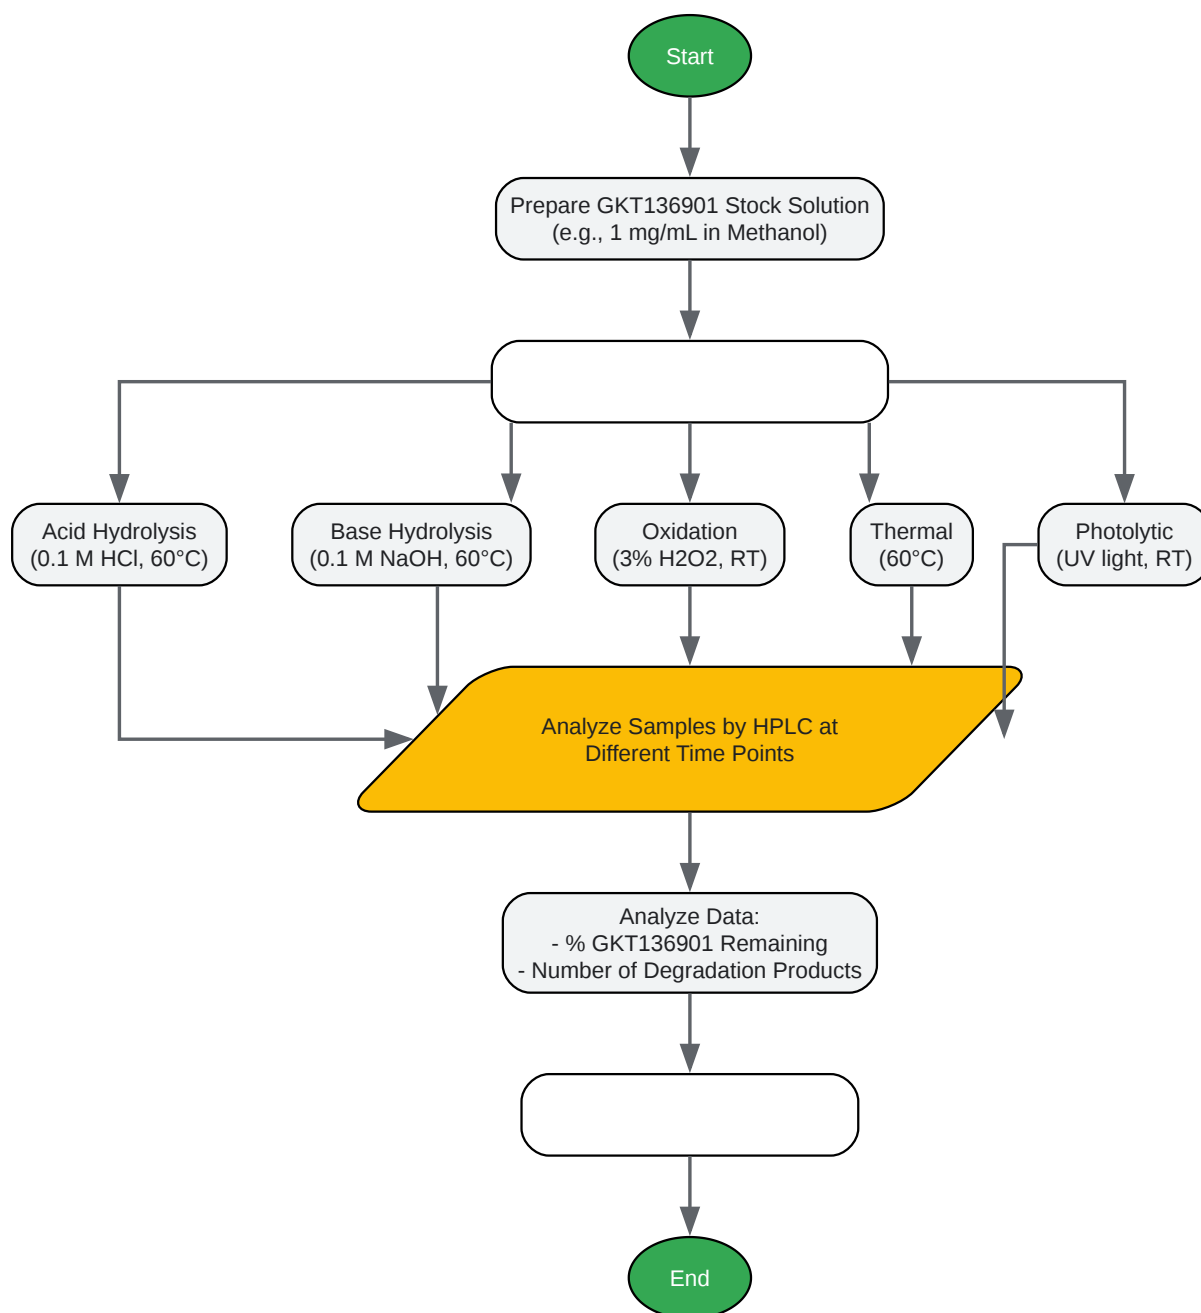 Start
Prepare GKT136901 Stock Solution
(e.g., 1 mg/mL in Methanol)
Acid Hydrolysis
(0.1 M HCl, 60°C)
Base Hydrolysis
(0.1 M NaOH, 60°C)
Oxidation
(3% H2O2, RT)
Thermal
(60°C)
Photolytic
(UV light, RT)
Analyze Samples by HPLC at
Different Time Points
Analyze Data:
- % GKT136901 Remaining
- Number of Degradation Products
End